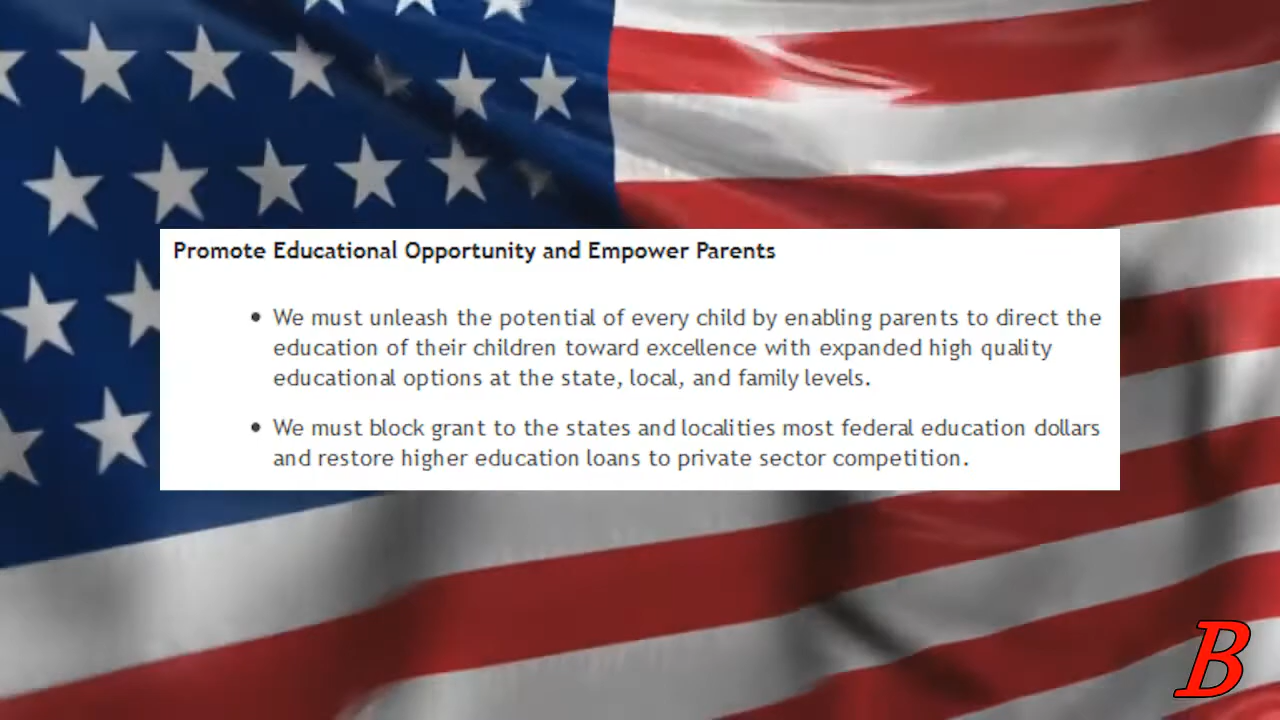 Promote Educational Opportunity and Empower Parents
• We must unleash the potential of every child by enabling parents to direct the
education of their children toward excellence with expanded high quality
educational options at the state, local, and family levels.
• We must block grant to the states and localities most federal education dollars
and restore higher education loans to private sector competition.
B